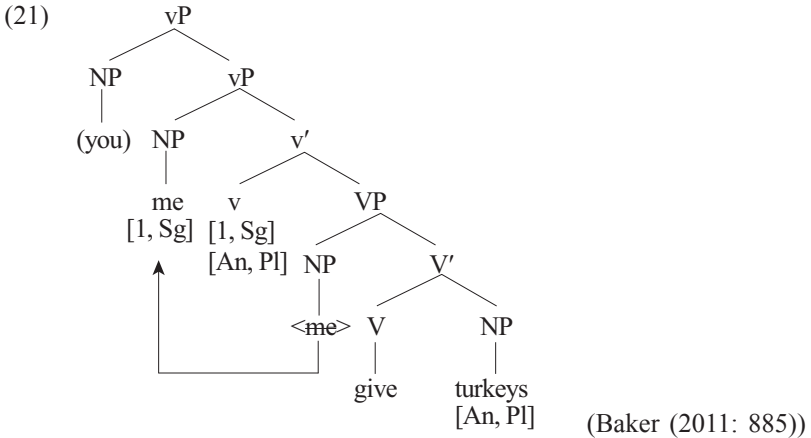 (21) vP
NP vP
(you) NP v′
me v VP
[1, Sg] [1, Sg]
[An, Pl] NP V′
<me> V NP
give turkeys
[An, Pl] (Baker (2011: 885))